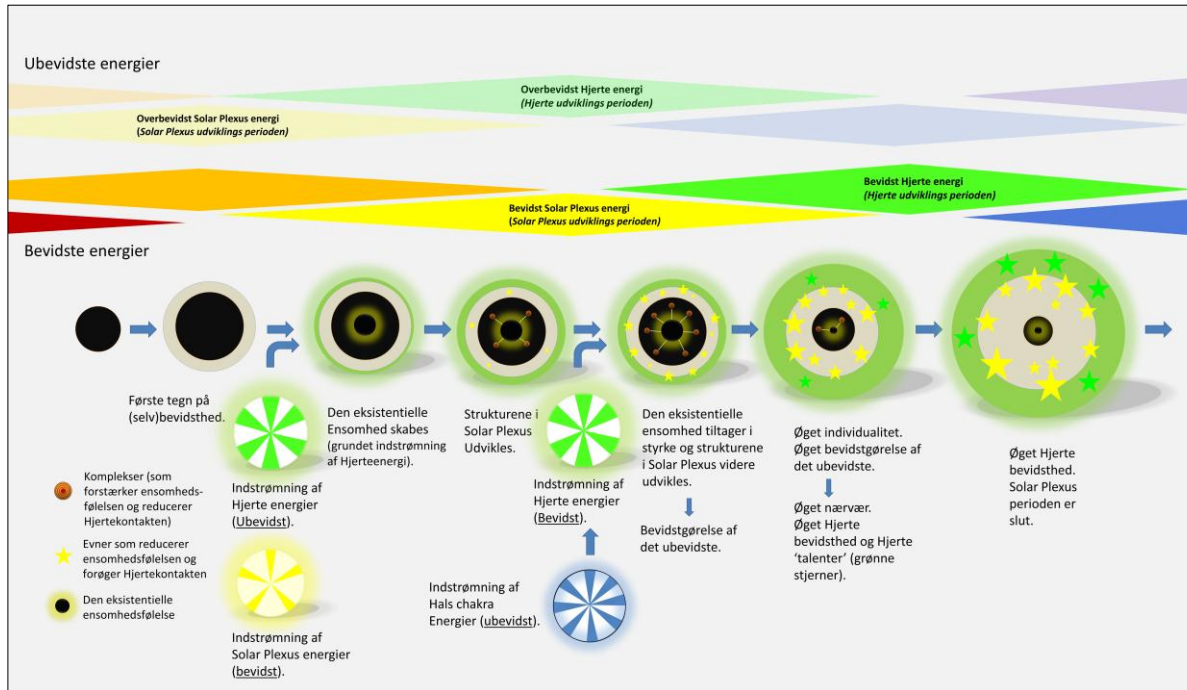 Ubevidste energier
Overbevidst Hjerte energi
(Hjerte udviklings perioden)
Overbevidst Solar Plexus energi
(Solar Plexus udviklings perioden)
Bevidst Hjerte energi
(Hjerte udviklings perioden)
Bevidst Solar Plexus energi
(Solar Plexus udviklings perioden)
Bevidste energier
Første tegn på
(selv)bevidsthed.
Indstrømning af
Hjerte energier
(Ubevidst).
Indstrømning af
Solar Plexus energier
(bevidst).
Den eksistentielle
Ensomhed skabes
(grundet indstrømning
af Hjerteenergi).
Strukturene i
Solar Plexus
Udvikles.
Indstrømning af
Hjerte energier
(Bevidst).
Indstrømning af
Hals chakra
Energier (ubevidst).
Den eksistentielle
ensomhed tiltager i
styrke og strukturene
i Solar Plexus videre
udvikles.
Bevidstgørelse af
det ubevidste.
Øget individualitet.
Øget bevidstgørelse af
det ubevidste.
Øget nærvær.
Øget Hjerte
bevidsthed og Hjerte
'talenter' (grønne
stjerner).
Øget Hjerte
bevidsthed.
Solar Plexus
perioden er
slut.
Komplekser (som
forstærker ensomheds-
følelsen og reducerer
Hjertekontakten)
Evner som reducerer
ensomhedsfølelsen og
forøger Hjertekontakten
Den eksistentielle
ensomhedsfølelse